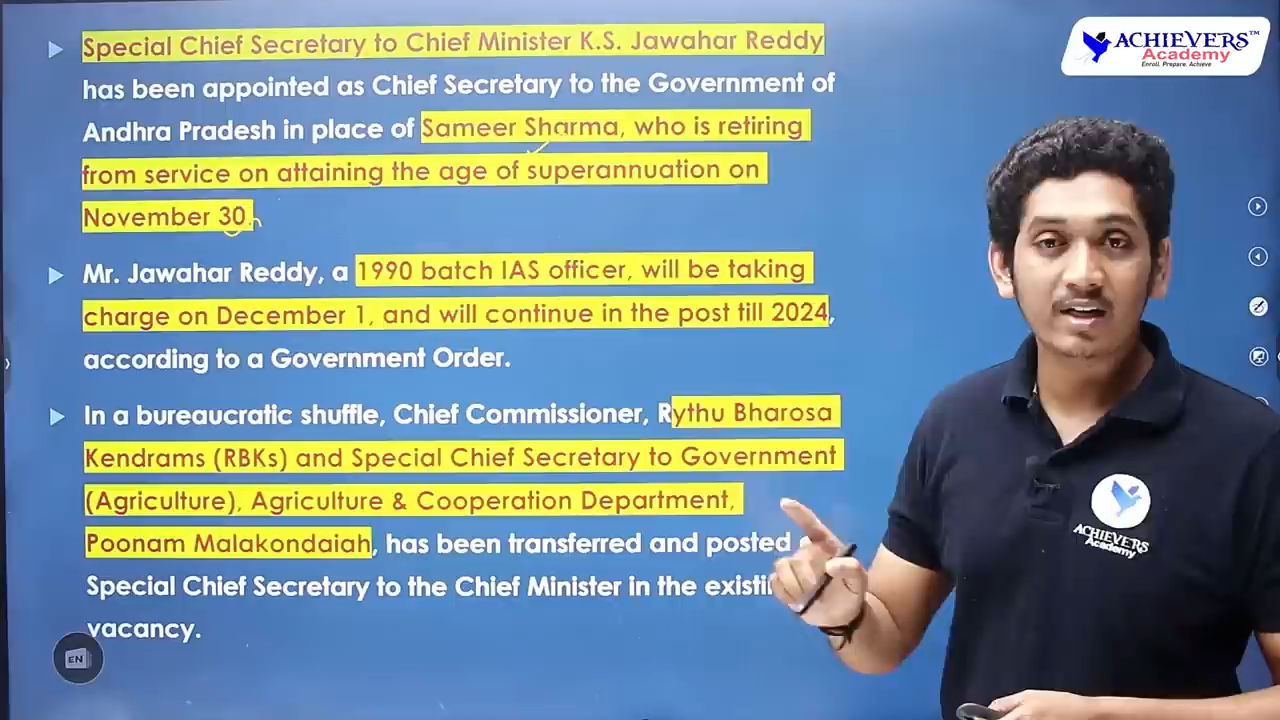 Special Chief Secretary to Chief Minister K.S. Jawahar Reddy
has been appointed as Chief Secretary to the Government of
Andhra Pradesh in place of Sameer Sharma, who is retiring
from service on attaining the age of superannuation on
November 30.
Mr. Jawahar Reddy, a 1990 batch IAS officer, will be taking
charge on December 1, and will continue in the post till 2024,
according to a Government Order.
In a bureaucratic shuffle, Chief Commissioner, Rythu Bharosa
Kendrams (RBKs) and Special Chief Secretary to Government
(Agriculture), Agriculture & Cooperation Department,
Poonam Malakondaiah, has been transferred and posted
Special Chief Secretary to the Chief Minister in the
vacancy.
EN
ACHIEVERS™
Academy
Enroll, Prepare, Achieve
ACHIEVERS
Academy